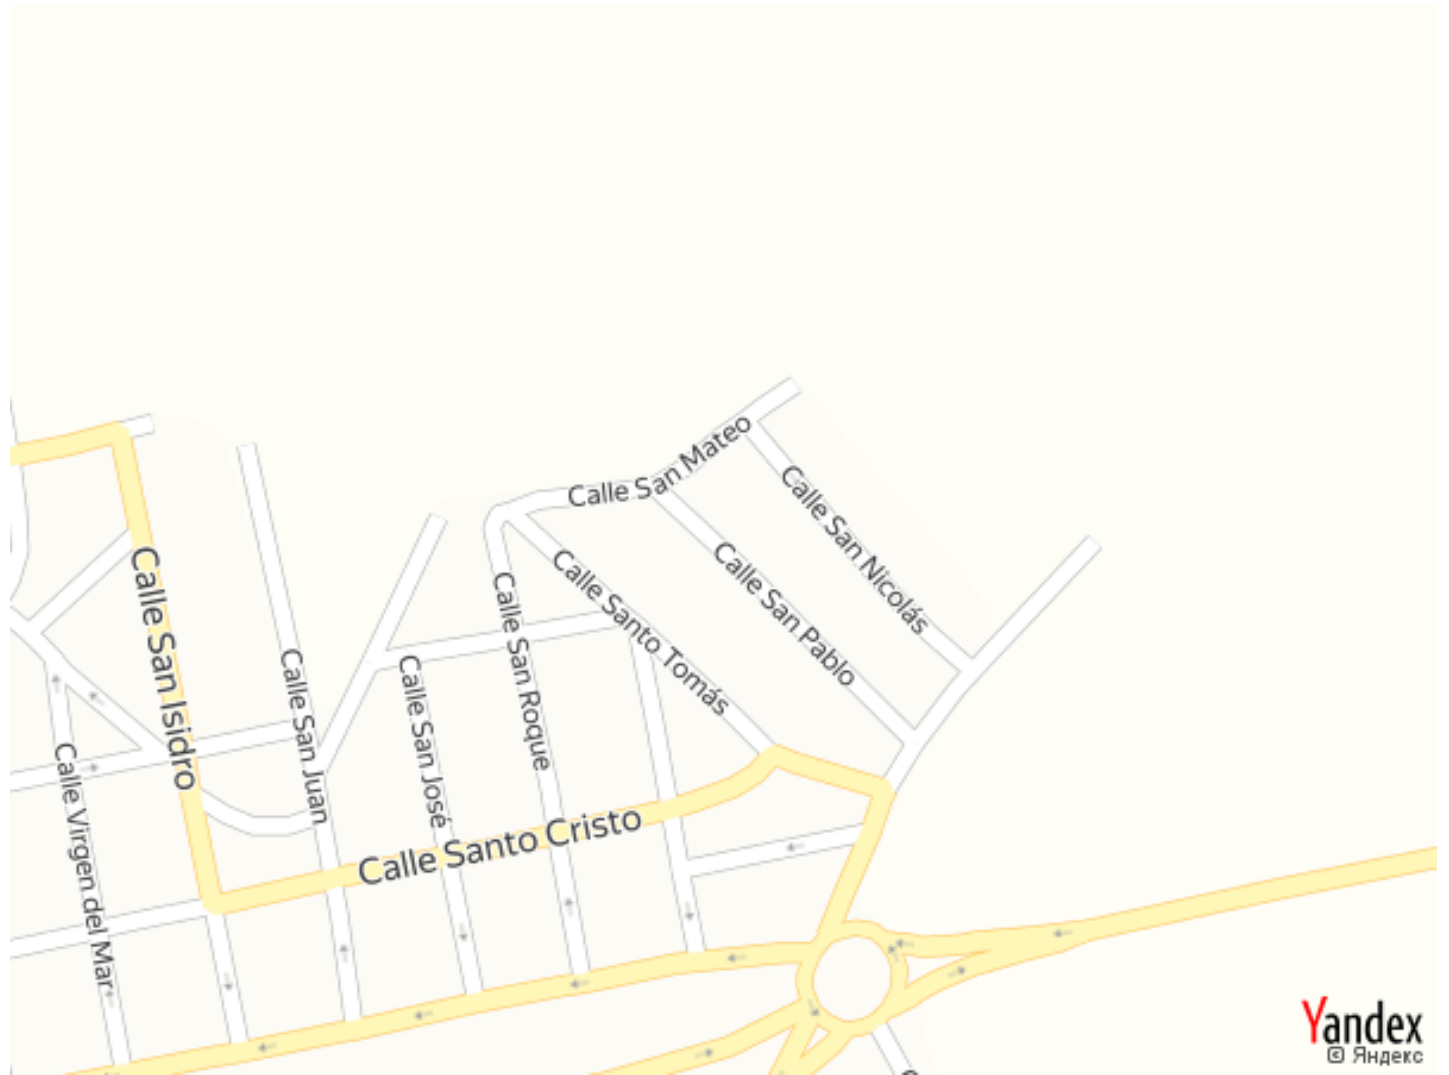 Calle San Mateo
Calle San Nicolás
Calle San Pablo
Calle Santo Tomás
Calle San Isidro
Calle San Roque
Calle San Juan
Calle San José
Calle Virgen del Mar
Calle Santo Cristo
Yandex
© Яндекс